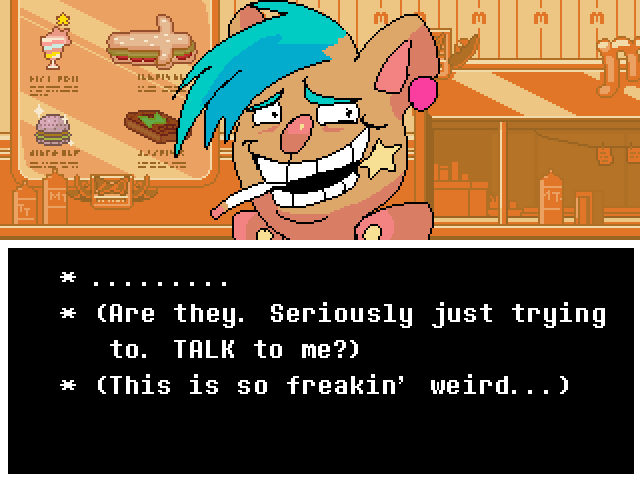 M M M M M
* .........
* (Are they. Seriously just trying
to. TALK to me?)
* (This is so freakin' weird...)